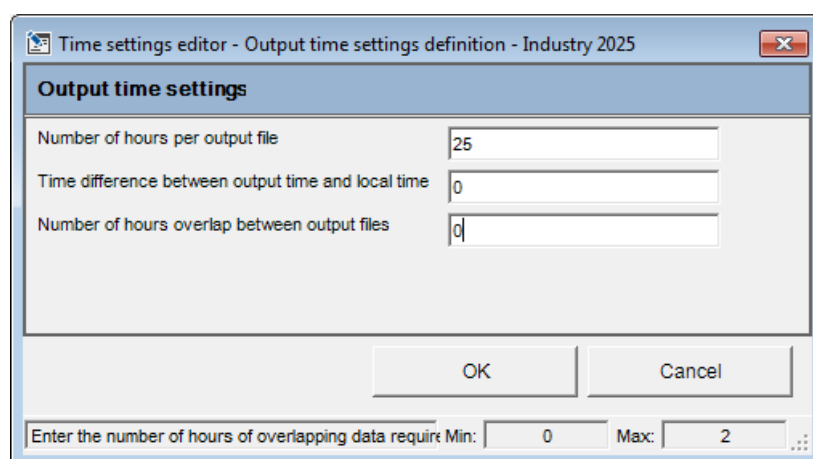 Time settings editor - Output time settings definition - Industry 2025
Output time settings
Number of hours per output file 25
Time difference between output time and local time 0
Number of hours overlap between output files 0
OK Cancel
Enter the number of hours of overlapping data require Min: 0 Max: 2